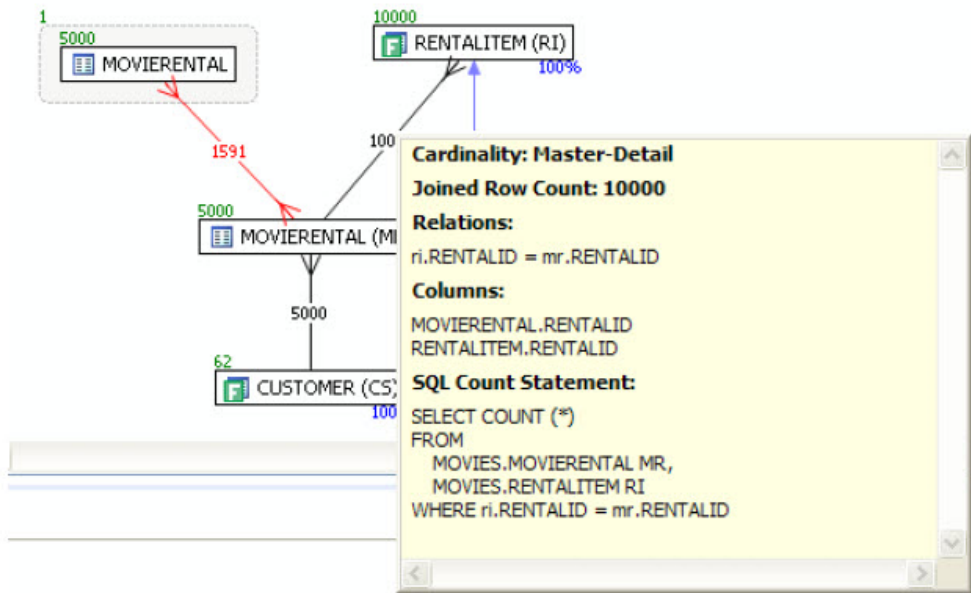 1
10000
5000
RENTALITEM (RI)
MOVIERENTAL
100%
1591
100
5000
MOVIERENTAL (M
5000
62
CUSTOMER (CS)
100
Cardinality: Master-Detail
Joined Row Count: 10000
Relations:
ri.RENTALID = mr.RENTALID
Columns:
MOVIERENTAL.RENTALID
RENTALITEM.RENTALID
SQL Count Statement:
SELECT COUNT (*)
FROM
MOVIES.MOVIERENTAL MR,
MOVIES.RENTALITEM RI
WHERE ri.RENTALID = mr.RENTALID